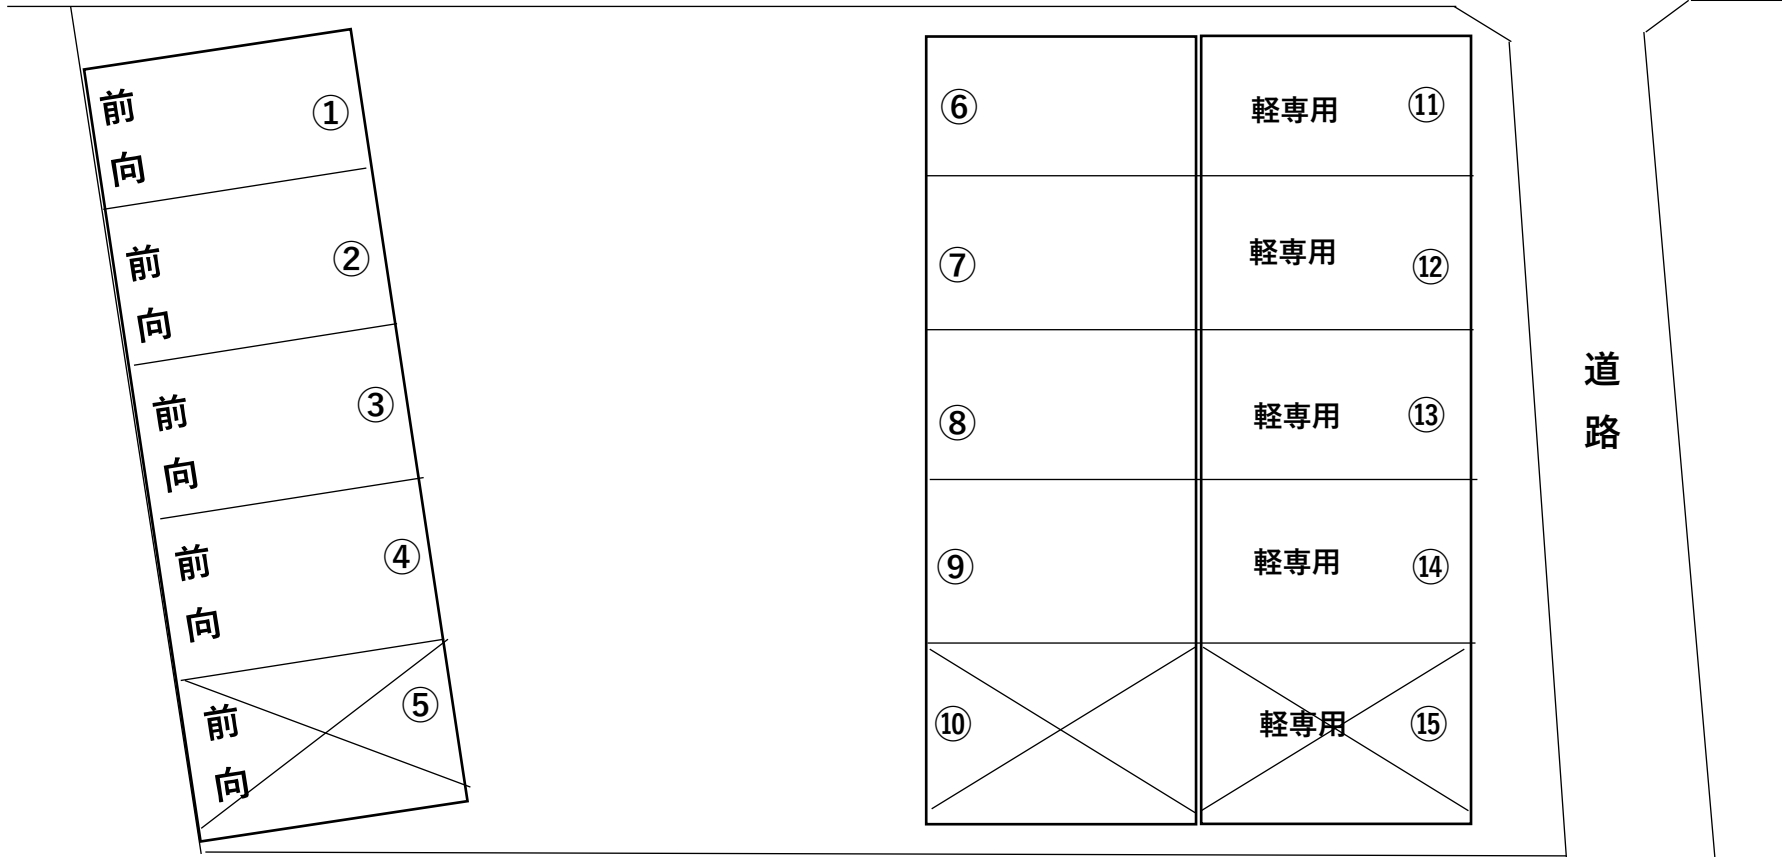 前向 ①
前向 ②
前向 ③
前向 ④
前向 ⑤
⑥
⑦
⑧
⑨
⑩
軽専用 ⑪
軽専用 ⑫
軽専用 ⑬
軽専用 ⑭
軽専用 ⑮
道路